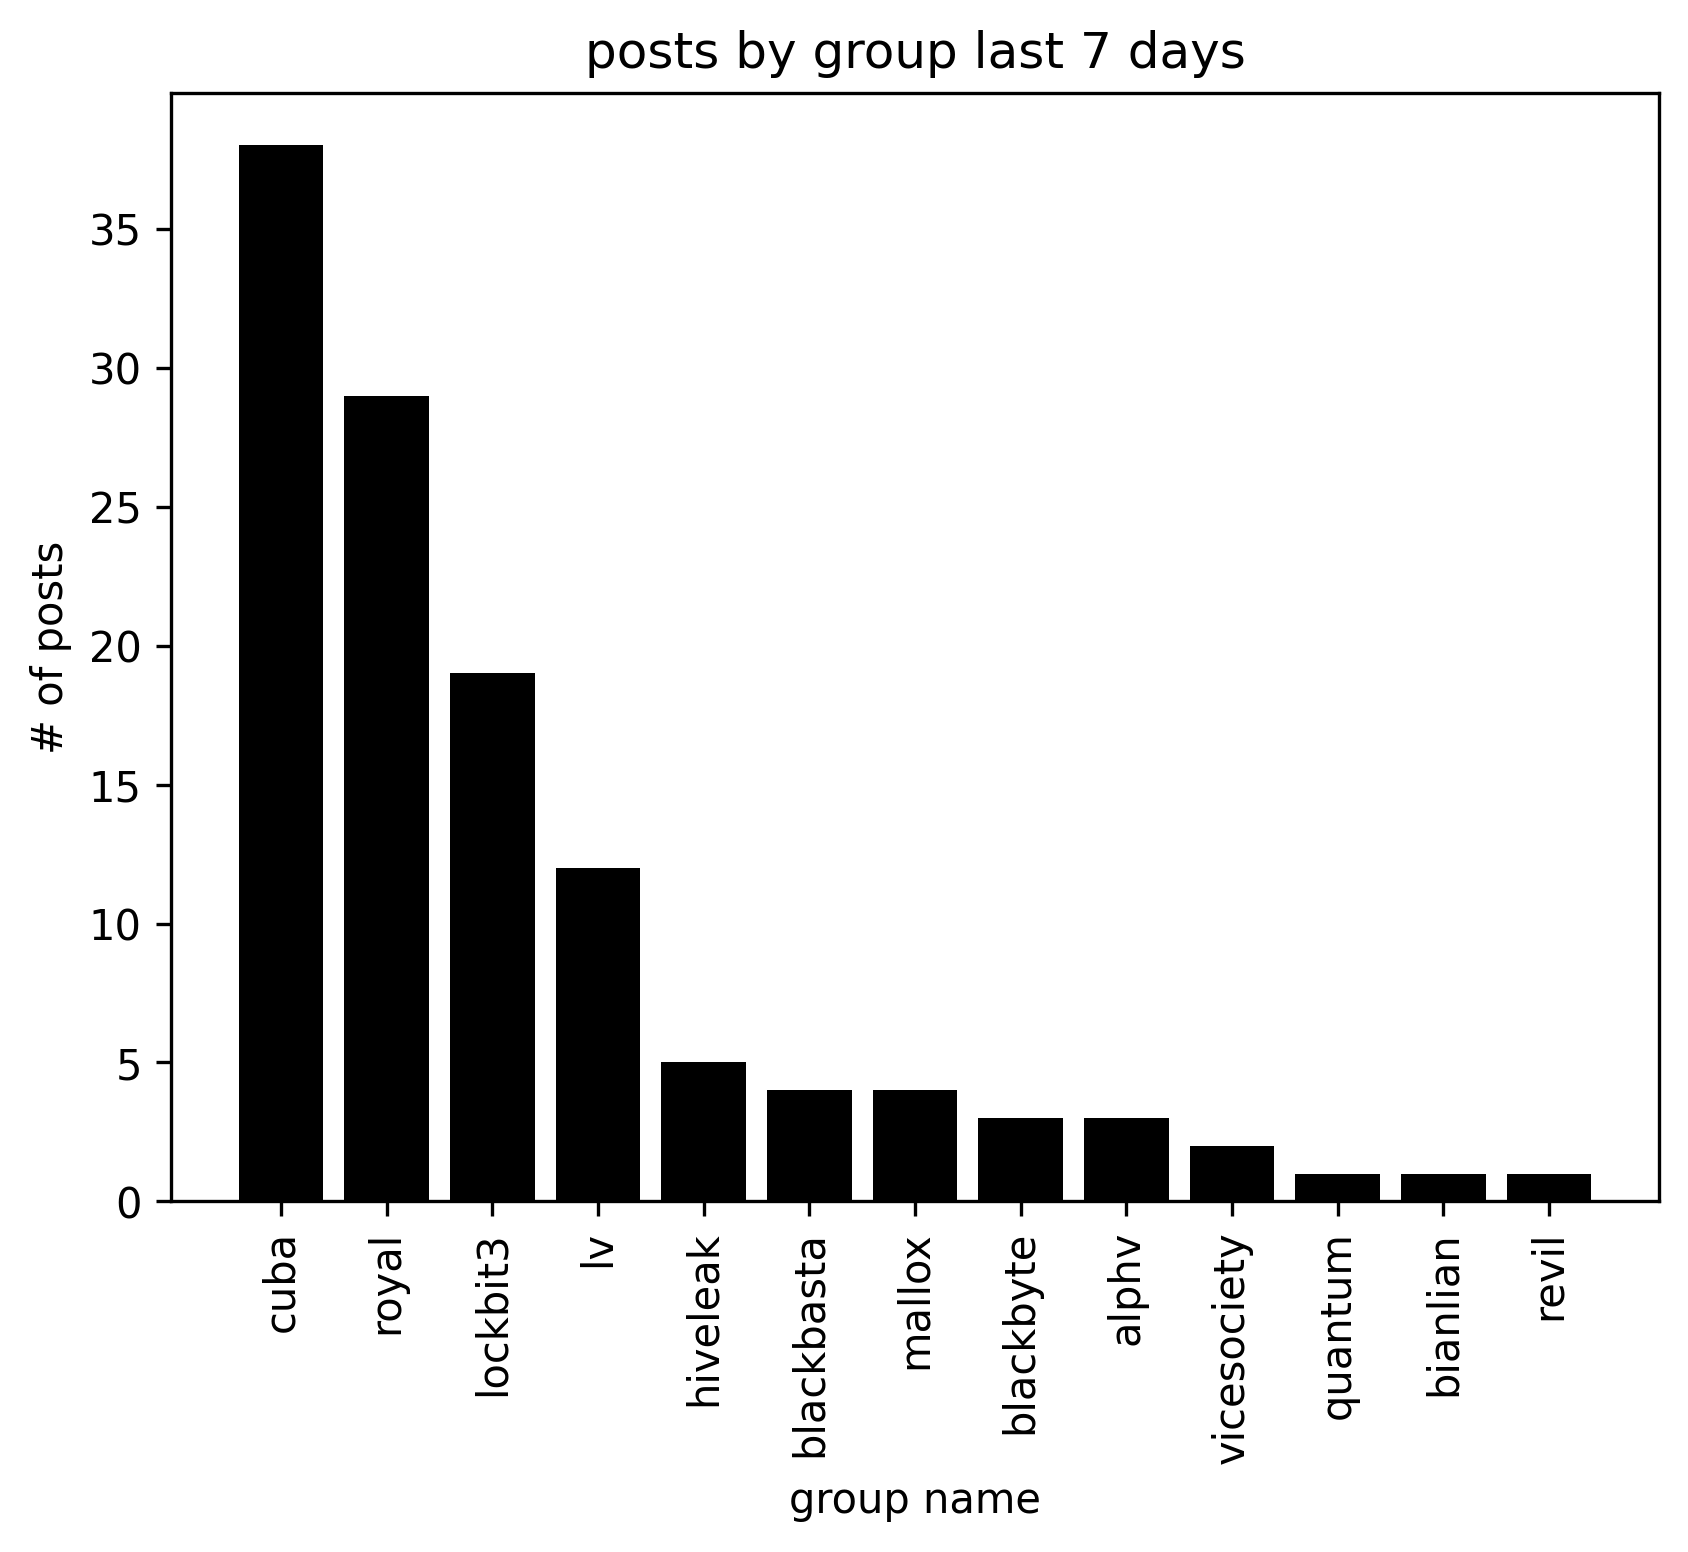 posts by group last 7 days
# of posts
35
30
25
20
15
10
5
0
cuba
royal
lockbit3
lv
hiveleak
blackbasta
mallox
blackbyte
alphv
vicesociety
quantum
bianlian
revil
group name